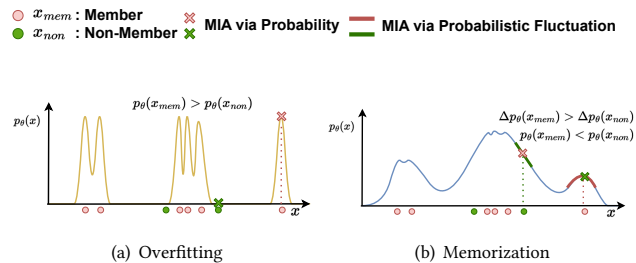 x_mem : Member
MIA via Probability
MIA via Probabilistic Fluctuation
x_non : Non-Member
p_θ(x_mem) > p_θ(x_non)
p_θ(x)
x
(a) Overfitting
Δp_θ(x_mem) > Δp_θ(x_non)
p_θ(x_mem) < p_θ(x_non)
p_θ(x)
x
(b) Memorization